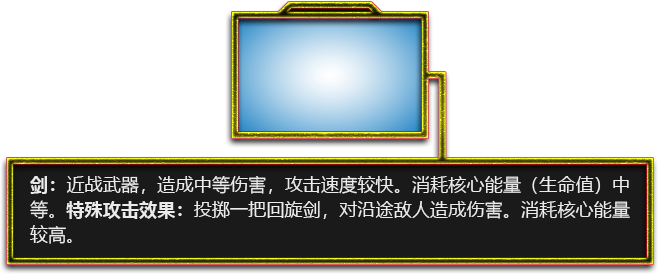 剑：近战武器，造成中等伤害，攻击速度较快。消耗核心能量（生命值）中
等。特殊攻击效果：投掷一把回旋剑，对沿途敌人造成伤害。消耗核心能量
较高。